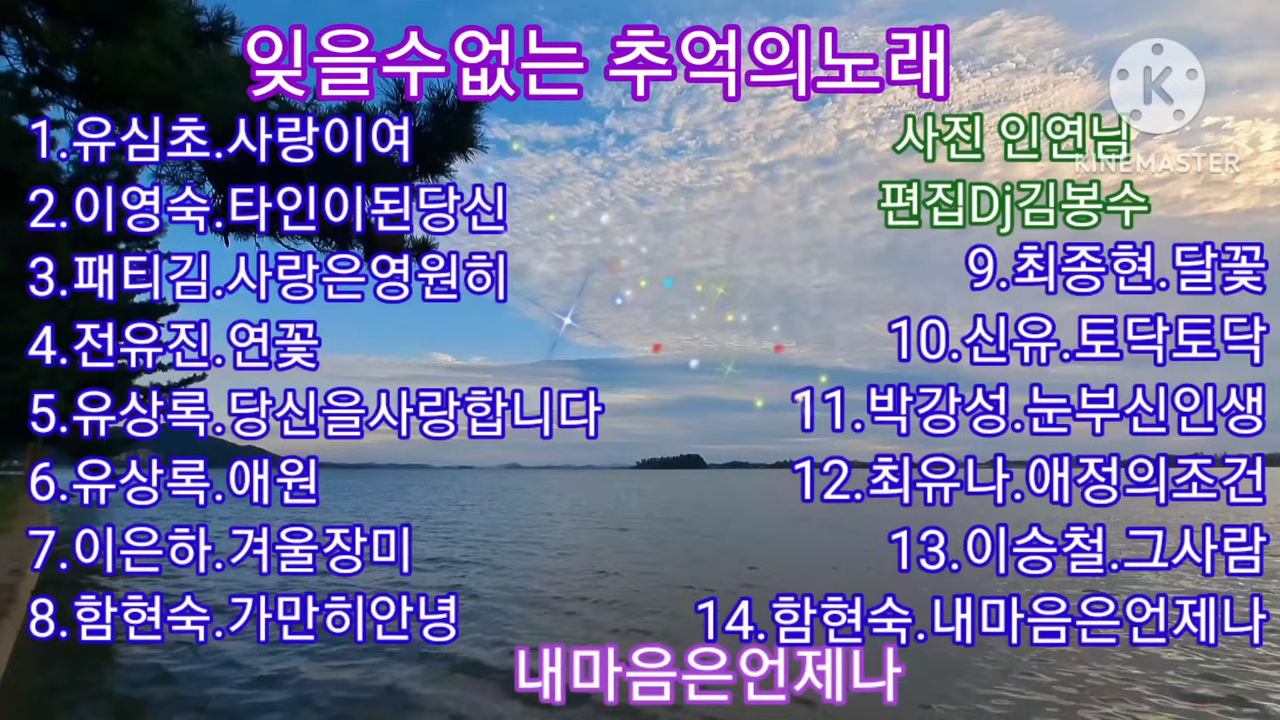 잊을수없는 추억의노래
K
KINEMASTER
사진 인연님
편집Dj김봉수
1.유심초.사랑이여
2.이영숙.타인이된당신
3.패티김.사랑은영원히
4.전유진.연꽃
5.유상록.당신을사랑합니다
6.유상록.애원
7.이은하.겨울장미
8.함현숙.가만히안녕
9.최종현.달꽃
10.신유.토닥토닥
11.박강성.눈부신인생
12.최유나.애정의조건
13.이승철.그사람
14.함현숙.내마음은언제나
내마음은언제나